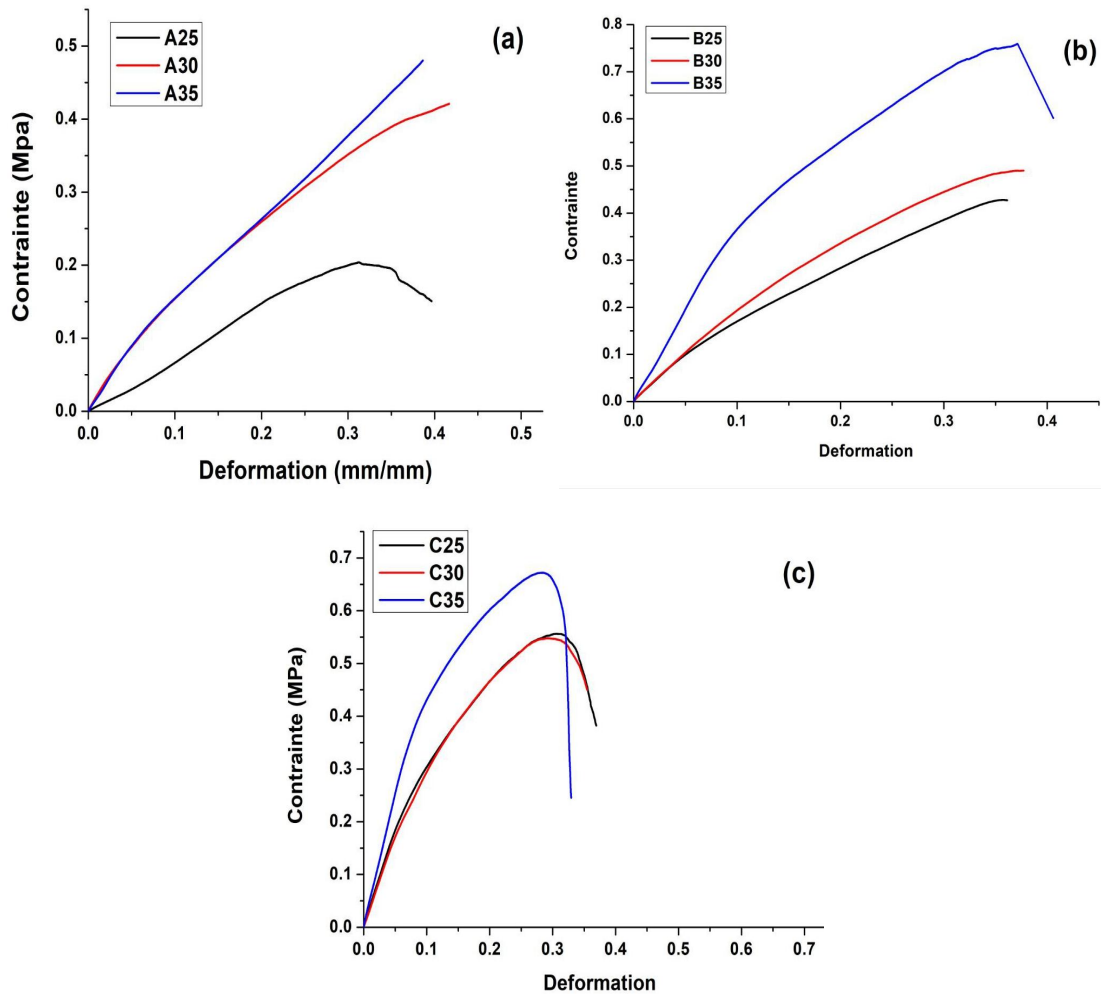 A25
A30
A35
(a)
0.5
0.4
0.3
0.2
0.1
0.0
0.0 0.1 0.2 0.3 0.4 0.5
Contrainte (Mpa)
Deformation (mm/mm)
B25
B30
B35
(b)
0.8
0.7
0.6
0.5
0.4
0.3
0.2
0.1
0.0
0.0 0.1 0.2 0.3 0.4
Contrainte
Deformation
C25
C30
C35
(c)
0.7
0.6
0.5
0.4
0.3
0.2
0.1
0.0
0.0 0.1 0.2 0.3 0.4 0.5 0.6 0.7
Contrainte (MPa)
Deformation